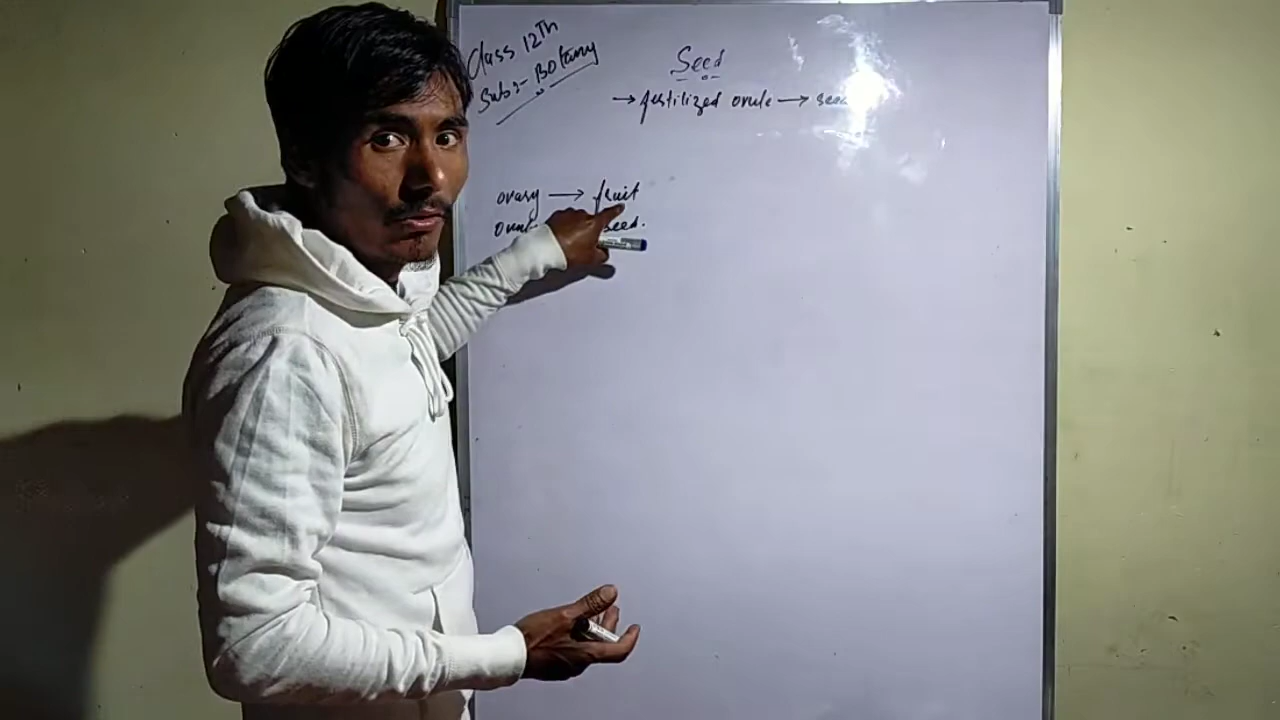 Class 12th
Sub:- Botany
Seed
→ fertilized ovule → seed
ovary → fruit
seed.